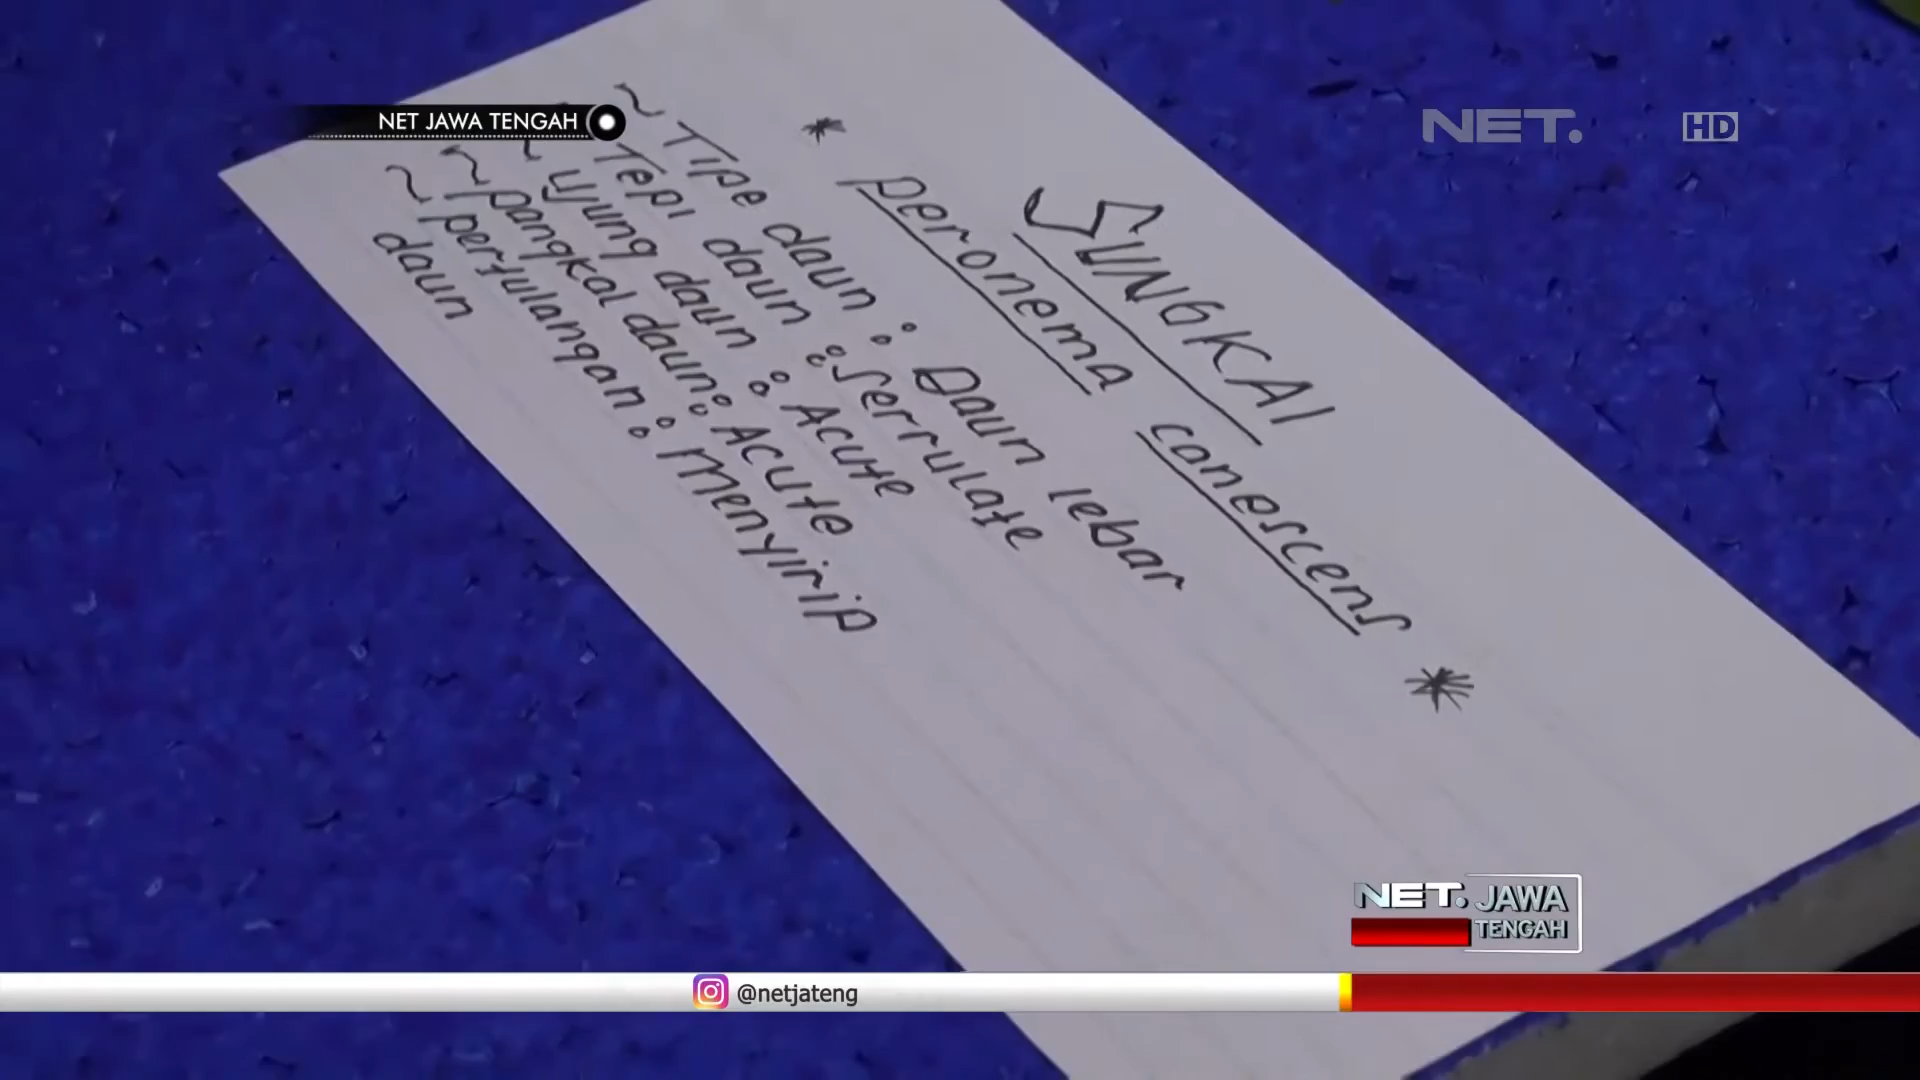 NET JAWA TENGAH
NET.
HD
SUNGKAI
* peronema canescens *
~ Tipe daun : Daun lebar
~ Tepi daun : Serrulate
~ Ujung daun : Acute
~ pangkal daun : Acute
~ pertulangan : menyirip
daun
NET. JAWA
TENGAH
@netjateng